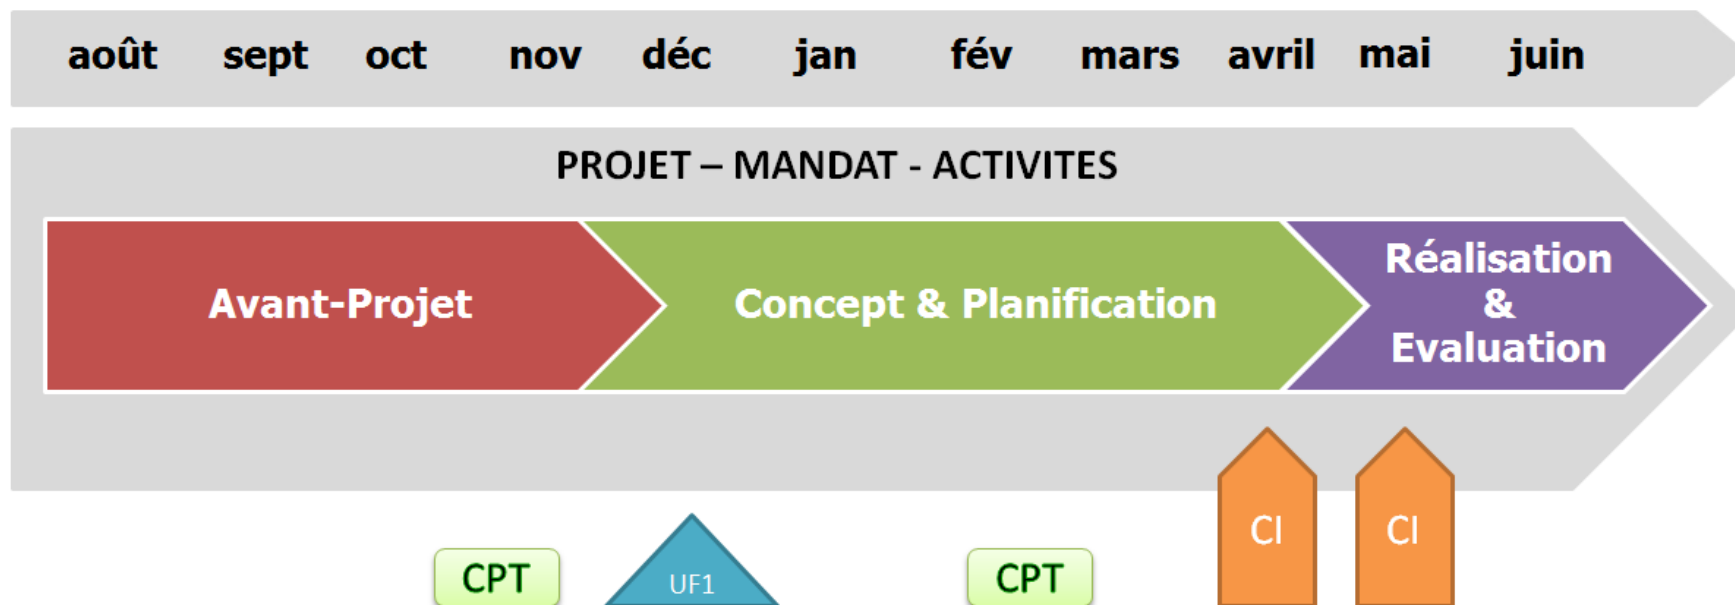 août sept oct nov déc jan fév mars avril mai juin
PROJET – MANDAT - ACTIVITES
Avant-Projet
Concept & Planification
Réalisation
&
Evaluation
CI
CI
CPT
UF1
CPT